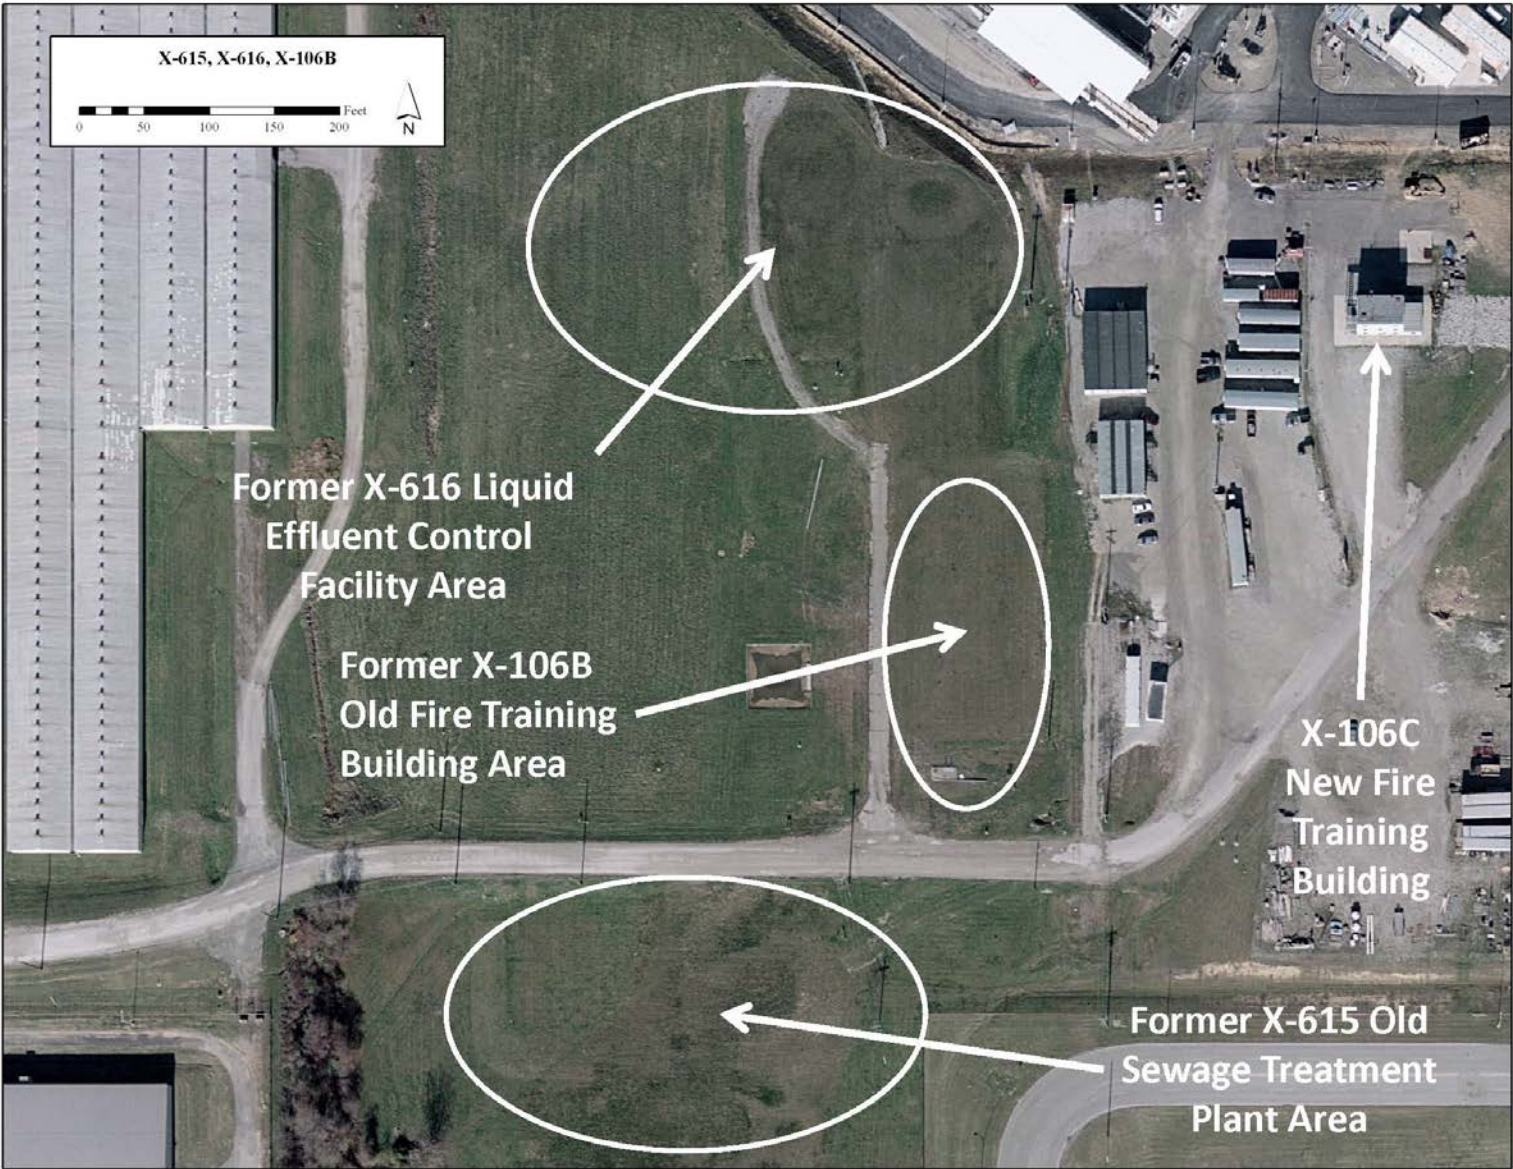 X-615, X-616, X-106B
Feet
0 50 100 150 200
N
Former X-616 Liquid
Effluent Control
Facility Area
Former X-106B
Old Fire Training
Building Area
X-106C
New Fire
Training
Building
Former X-615 Old
Sewage Treatment
Plant Area